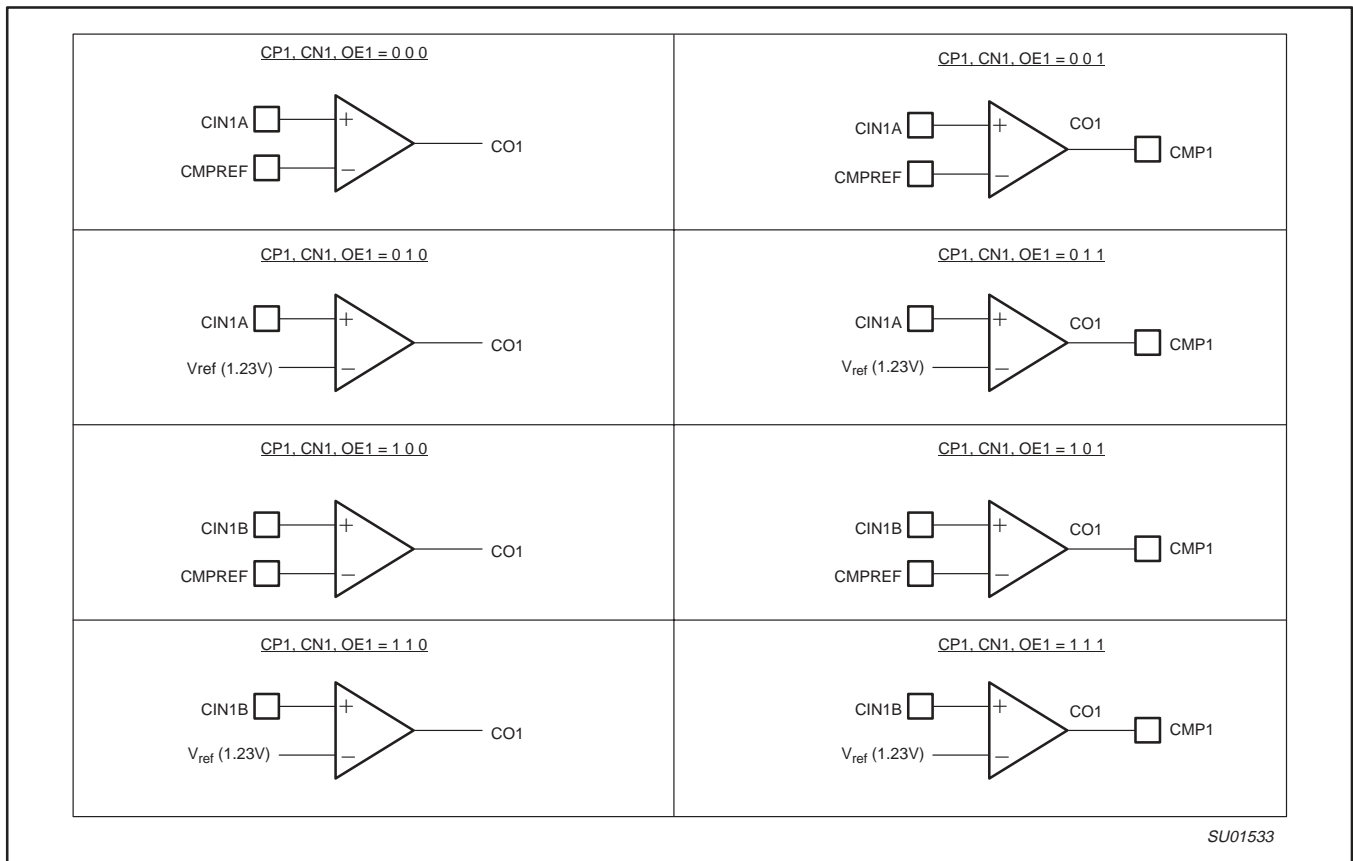 CP1, CN1, OE1 = 0 0 0
CIN1A
+
CMPREF
–
CO1
CP1, CN1, OE1 = 0 0 1
CIN1A
+
CMPREF
–
CO1
CMP1
CP1, CN1, OE1 = 0 1 0
CIN1A
+
Vref (1.23V)
–
CO1
CP1, CN1, OE1 = 0 1 1
CIN1A
+
Vref (1.23V)
–
CO1
CMP1
CP1, CN1, OE1 = 1 0 0
CIN1B
+
CMPREF
–
CO1
CP1, CN1, OE1 = 1 0 1
CIN1B
+
CMPREF
–
CO1
CMP1
CP1, CN1, OE1 = 1 1 0
CIN1B
+
Vref (1.23V)
–
CO1
CP1, CN1, OE1 = 1 1 1
CIN1B
+
Vref (1.23V)
–
CO1
CMP1
SU01533